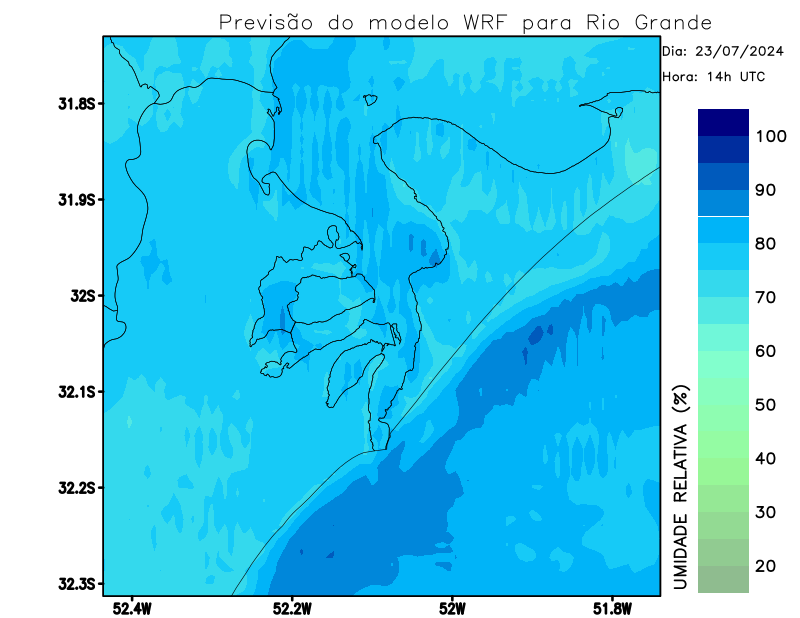 Previsão do modelo WRF para Rio Grande
Dia: 23/07/2024
Hora: 14h UTC
31.8S
31.9S
32S
32.1S
32.2S
32.3S
52.4W
52.2W
52W
51.8W
100
90
80
70
60
50
40
30
20
UMIDADE RELATIVA (%)